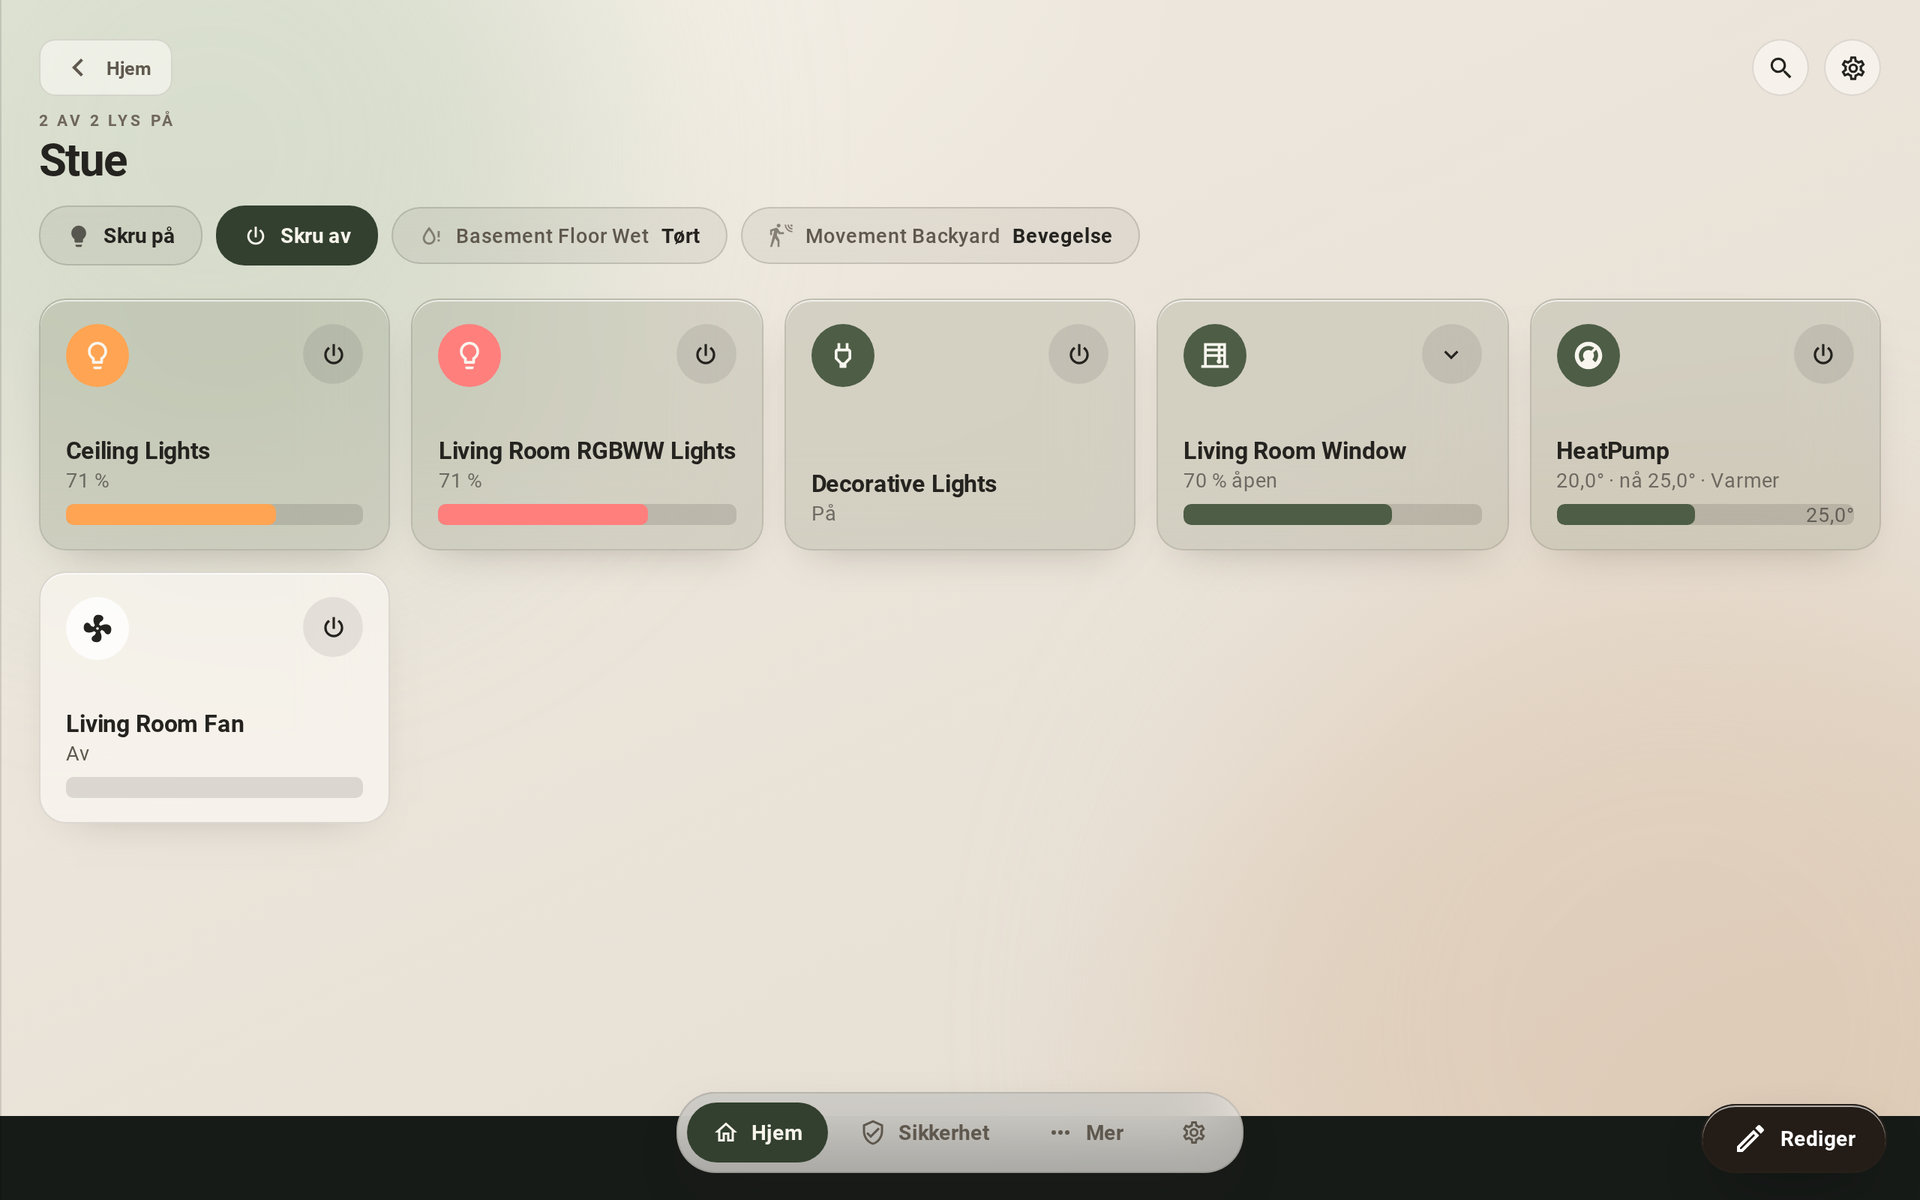 Hjem
2 AV 2 LYS PÅ
Stue
Skru på
Skru av
Basement Floor Wet Tørt
Movement Backyard Bevegelse
Ceiling Lights
71 %
Living Room RGBWW Lights
71 %
Decorative Lights
På
Living Room Window
70 % åpen
HeatPump
20,0° · nå 25,0° · Varmer
25,0°
Living Room Fan
Av
Hjem
Sikkerhet
Mer
Rediger